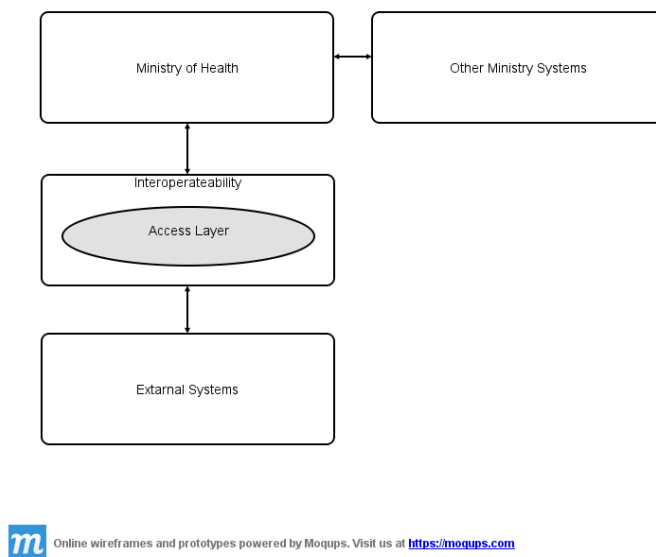 Ministry of Health
Other Ministry Systems
Interoperateability
Access Layer
Extarnal Systems
m Online wireframes and prototypes powered by Moqups. Visit us at https://moqups.com